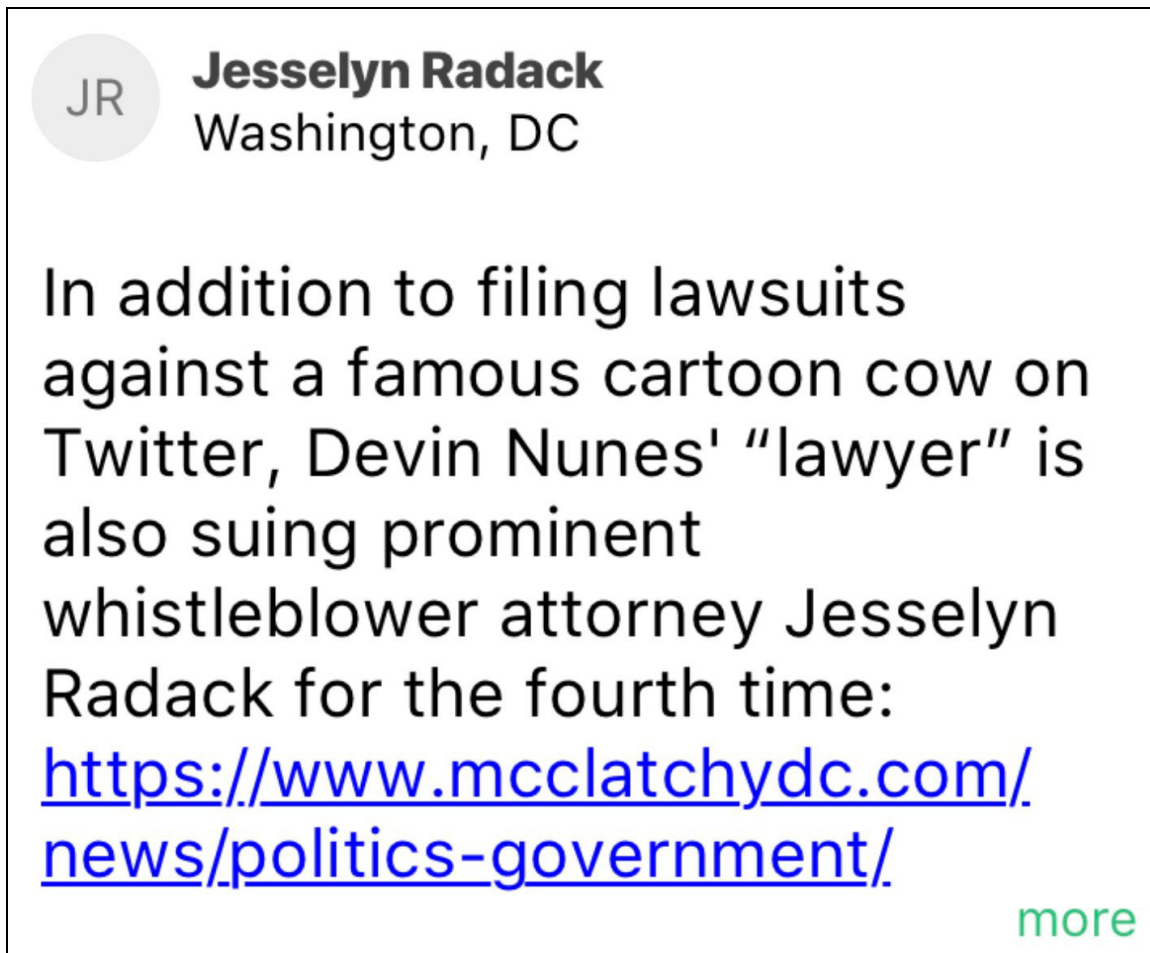 JR
Jesselyn Radack
Washington, DC
In addition to filing lawsuits
against a famous cartoon cow on
Twitter, Devin Nunes' “lawyer” is
also suing prominent
whistleblower attorney Jesselyn
Radack for the fourth time:
https://www.mcclatchydc.com/
news/politics-government/
more